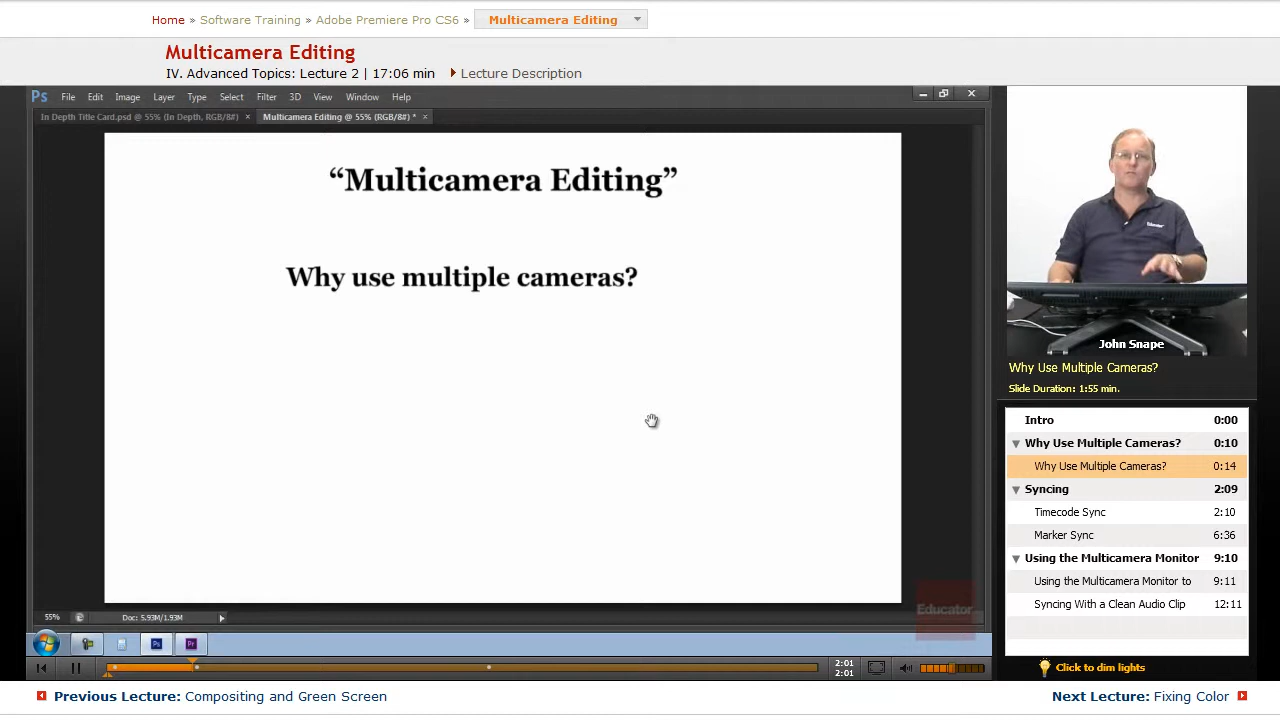 Home » Software Training » Adobe Premiere Pro CS6 » Multicamera Editing
Multicamera Editing
IV. Advanced Topics: Lecture 2 | 17:06 min Lecture Description
Ps File Edit Image Layer Type Select Filter 3D View Window Help
In Depth Title Card.psd @ 55% (In Depth, RGB/8#) × Multicamera Editing @ 55% (RGB/8#) * ×
“Multicamera Editing”
Why use multiple cameras?
Educator
55% Doc: 5.93M/1.93M
Ps Pr
2:01
2:01
Educator
John Snape
Why Use Multiple Cameras?
Slide Duration: 1:55 min.
Intro 0:00
Why Use Multiple Cameras? 0:10
Why Use Multiple Cameras? 0:14
Syncing 2:09
Timecode Sync 2:10
Marker Sync 6:36
Using the Multicamera Monitor 9:10
Using the Multicamera Monitor to 9:11
Syncing With a Clean Audio Clip 12:11
Click to dim lights
Previous Lecture: Compositing and Green Screen
Next Lecture: Fixing Color